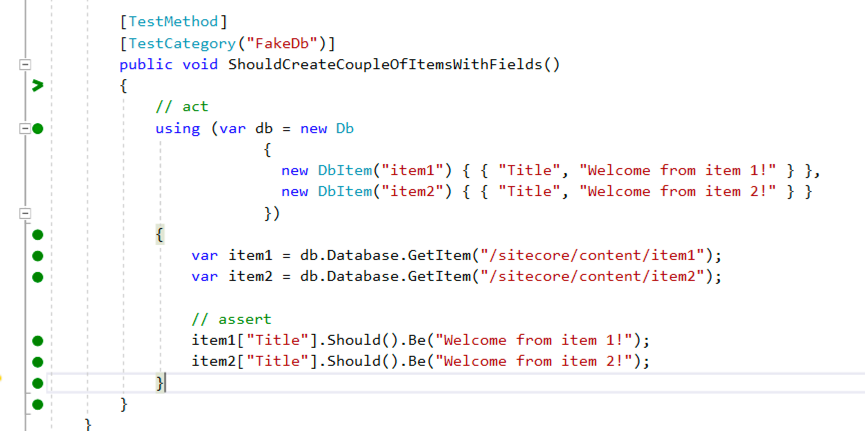 [TestMethod]
[TestCategory("FakeDb")]
public void ShouldCreateCoupleOfItemsWithFields()
{
// act
using (var db = new Db
{
new DbItem("item1") { { "Title", "Welcome from item 1!" } },
new DbItem("item2") { { "Title", "Welcome from item 2!" } }
})
{
var item1 = db.Database.GetItem("/sitecore/content/item1");
var item2 = db.Database.GetItem("/sitecore/content/item2");
// assert
item1["Title"].Should().Be("Welcome from item 1!");
item2["Title"].Should().Be("Welcome from item 2!");
}
}
}